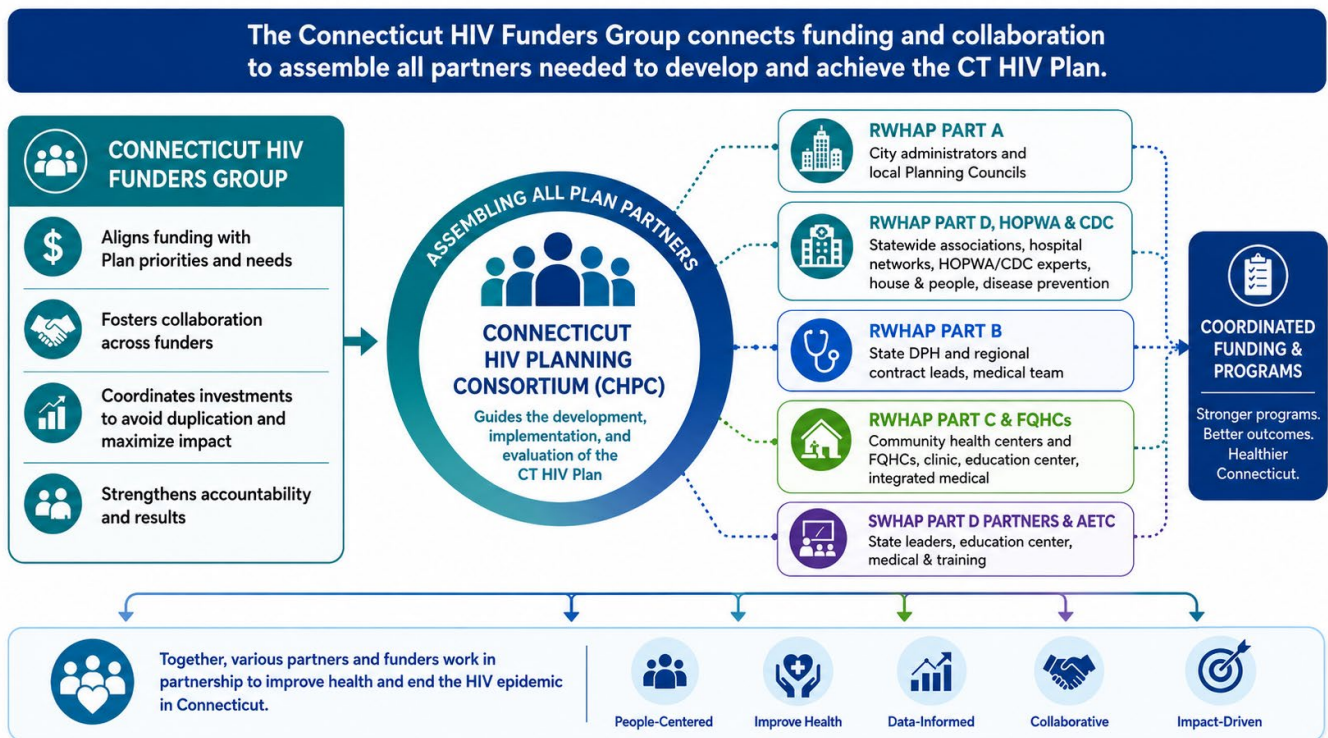 The Connecticut HIV Funders Group connects funding and collaboration
to assemble all partners needed to develop and achieve the CT HIV Plan.
CONNECTICUT HIV
FUNDERS GROUP
$
Aligns funding with
Plan priorities and needs
Fosters collaboration
across funders
Coordinates investments
to avoid duplication and
maximize impact
Strengthens accountability
and results
ASSEMBLING ALL PLAN PARTNERS
CONNECTICUT
HIV PLANNING
CONSORTIUM (CHPC)
Guides the development,
implementation, and
evaluation of the
CT HIV Plan
RWHAP PART A
City administrators and
local Planning Councils
RWHAP PART D, HOPWA & CDC
Statewide associations, hospital
networks, HOPWA/CDC experts,
house & people, disease prevention
RWHAP PART B
State DPH and regional
contract leads, medical team
RWHAP PART C & FQHCs
Community health centers and
FQHCs, clinic, education center,
integrated medical
SWHAP PART D PARTNERS & AETC
State leaders, education center,
medical & training
COORDINATED
FUNDING &
PROGRAMS
Stronger programs.
Better outcomes.
Healthier
Connecticut.
Together, various partners and funders work in
partnership to improve health and end the HIV epidemic
in Connecticut.
People-Centered
Improve Health
Data-Informed
Collaborative
Impact-Driven